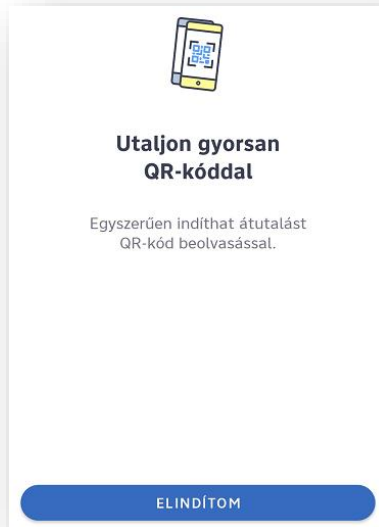 Utaljon gyorsan
QR-kóddal
Egyszerűen indíthat átutalást
QR-kód beolvasással.
ELINDÍTOM